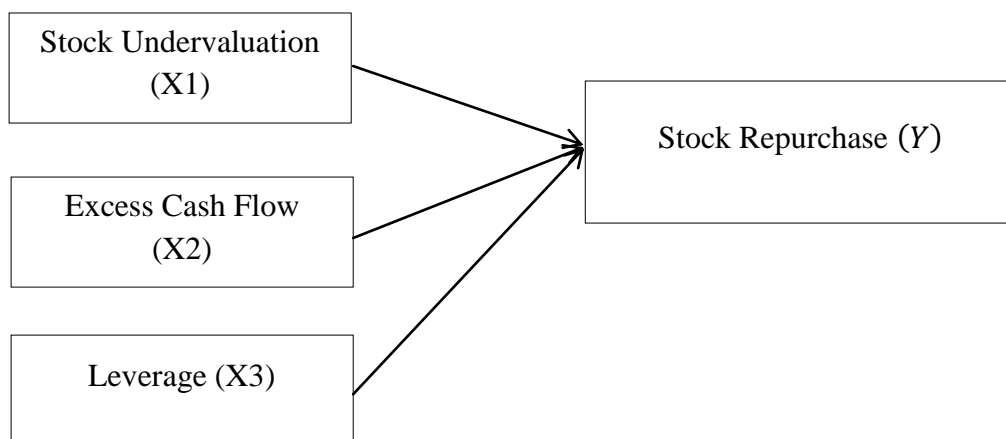 Stock Undervaluation
(X1)
Stock Repurchase (𝑌)
Excess Cash Flow
(X2)
Leverage (X3)